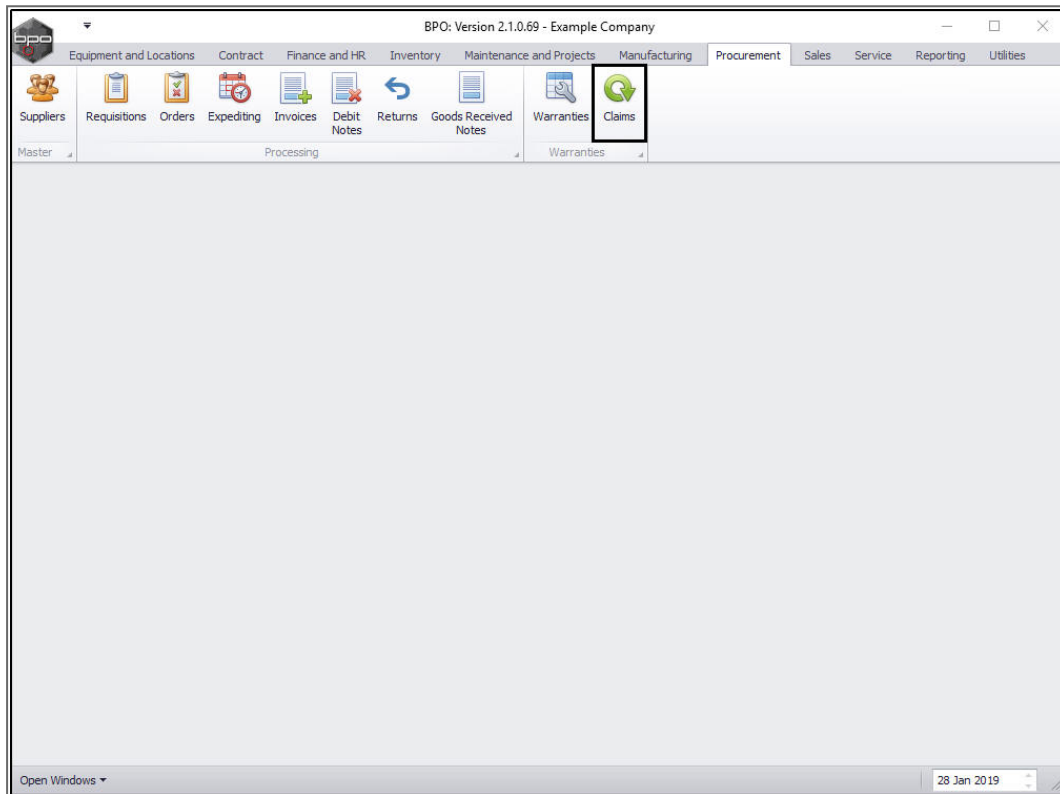 bpo
BPO: Version 2.1.0.69 - Example Company
Equipment and Locations Contract Finance and HR Inventory Maintenance and Projects Manufacturing Procurement Sales Service Reporting Utilities
Suppliers Requisitions Orders Expediting Invoices Debit Notes Returns Goods Received Notes Warranties Claims
Master Processing Warranties
Open Windows 28 Jan 2019